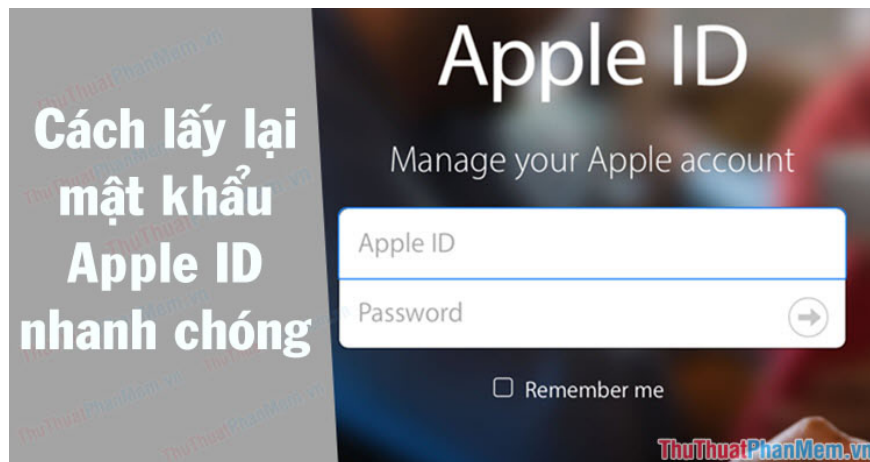 Cách lấy lại
mật khẩu
Apple ID
nhanh chóng
Apple ID
Manage your Apple account
Apple ID
Password
Remember me
ThuThuatPhanMem.vn